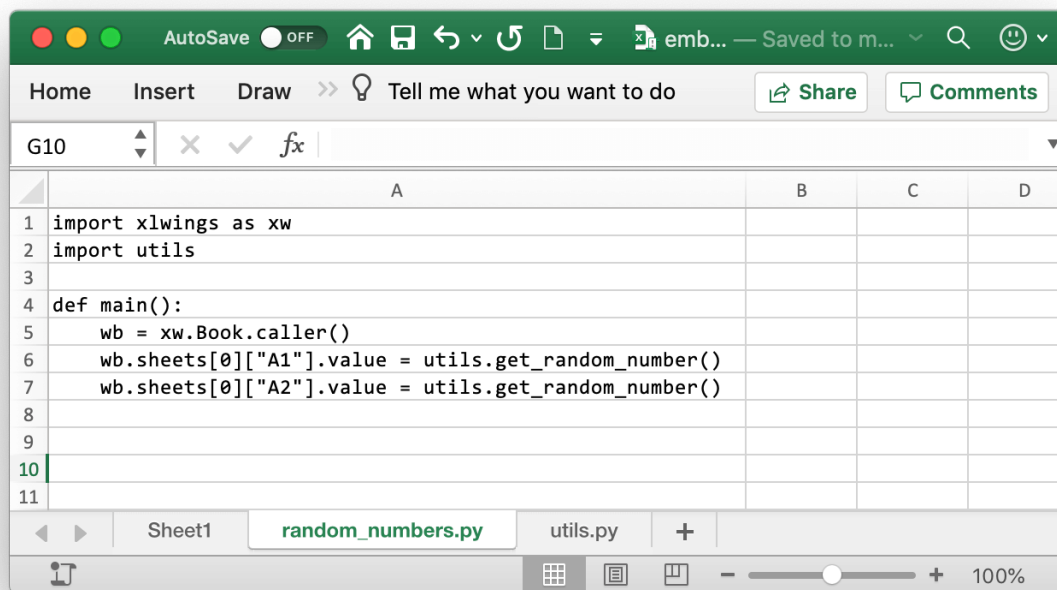 AutoSave OFF emb... — Saved to m...
Home Insert Draw >> Tell me what you want to do Share Comments
G10 fx
A B C D
1 import xlwings as xw
2 import utils
3
4 def main():
5     wb = xw.Book.caller()
6     wb.sheets[0]["A1"].value = utils.get_random_number()
7     wb.sheets[0]["A2"].value = utils.get_random_number()
8
9
10
11
Sheet1 random_numbers.py utils.py +
− + 100%